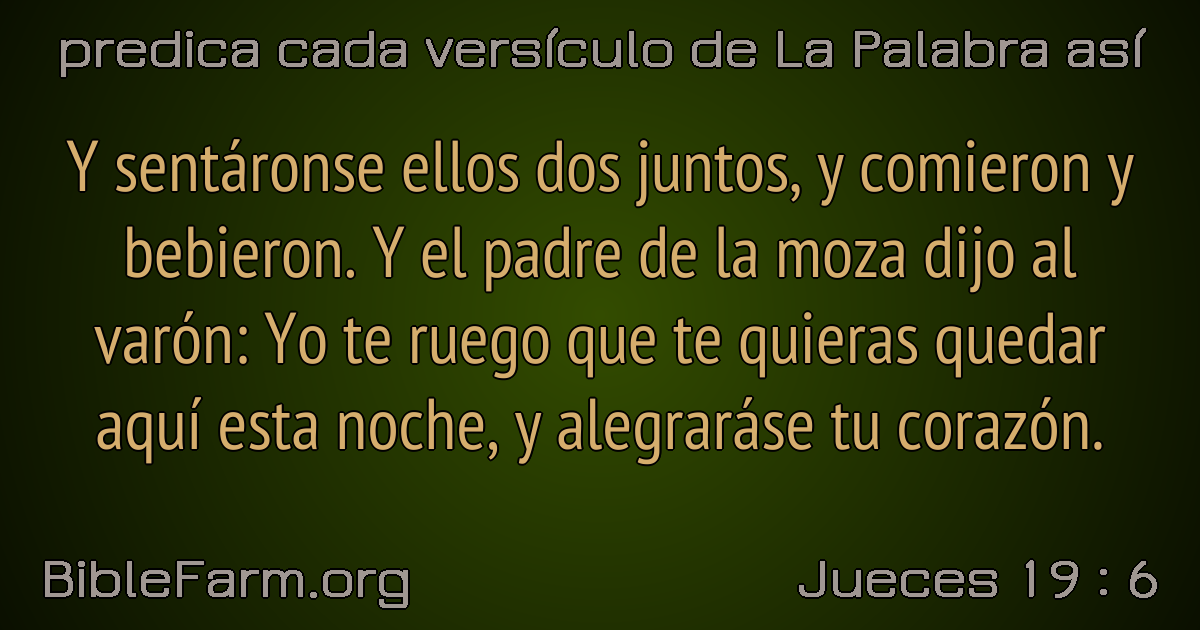 predica cada versículo de La Palabra así
Y sentáronse ellos dos juntos, y comieron y
bebieron. Y el padre de la moza dijo al
varón: Yo te ruego que te quieras quedar
aquí esta noche, y alegraráse tu corazón.
BibleFarm.org
Jueces 19 : 6